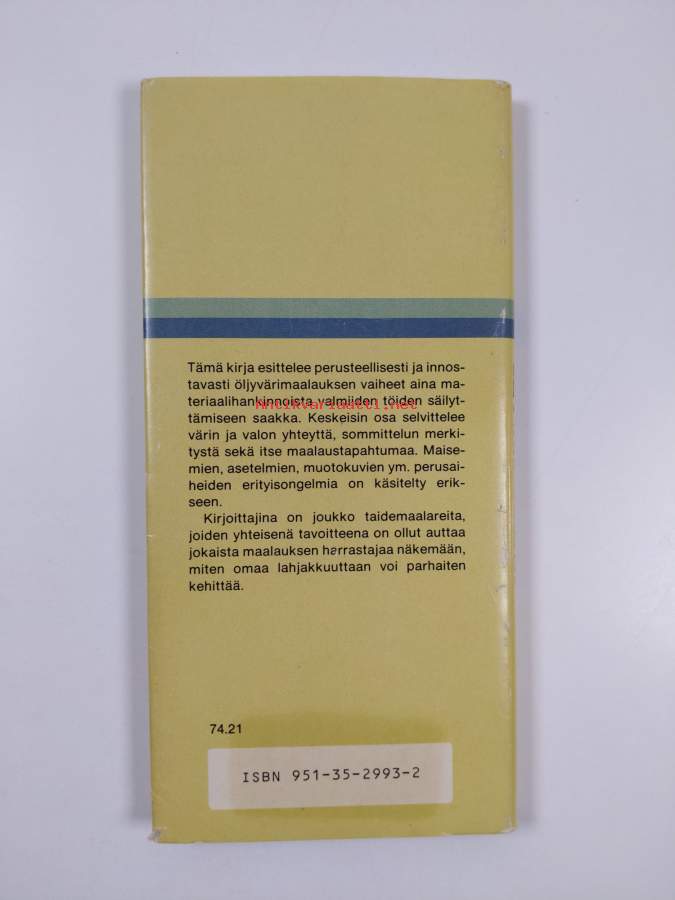 Tämä kirja esittelee perusteellisesti ja innos-
tavasti öljyvärimaalauksen vaiheet aina ma-
teriaalihankinnoista valmiiden töiden säilyt-
Antikvariaatti.net
tämiseen saakka. Keskeisin osa selvittelee
värin ja valon yhteyttä, sommittelun merki-
tystä sekä itse maalaustapahtumaa. Maise-
mien, asetelmien, muotokuvien ym. perusai-
heiden erityisongelmia on käsitelty erik-
seen.
Kirjoittajina on joukko taidemaalareita,
joiden yhteisenä tavoitteena on ollut auttaa
jokaista maalauksen harrastajaa näkemään,
miten omaa lahjakkuuttaan voi parhaiten
kehittää.
74.21
ISBN 951-35-2993-2